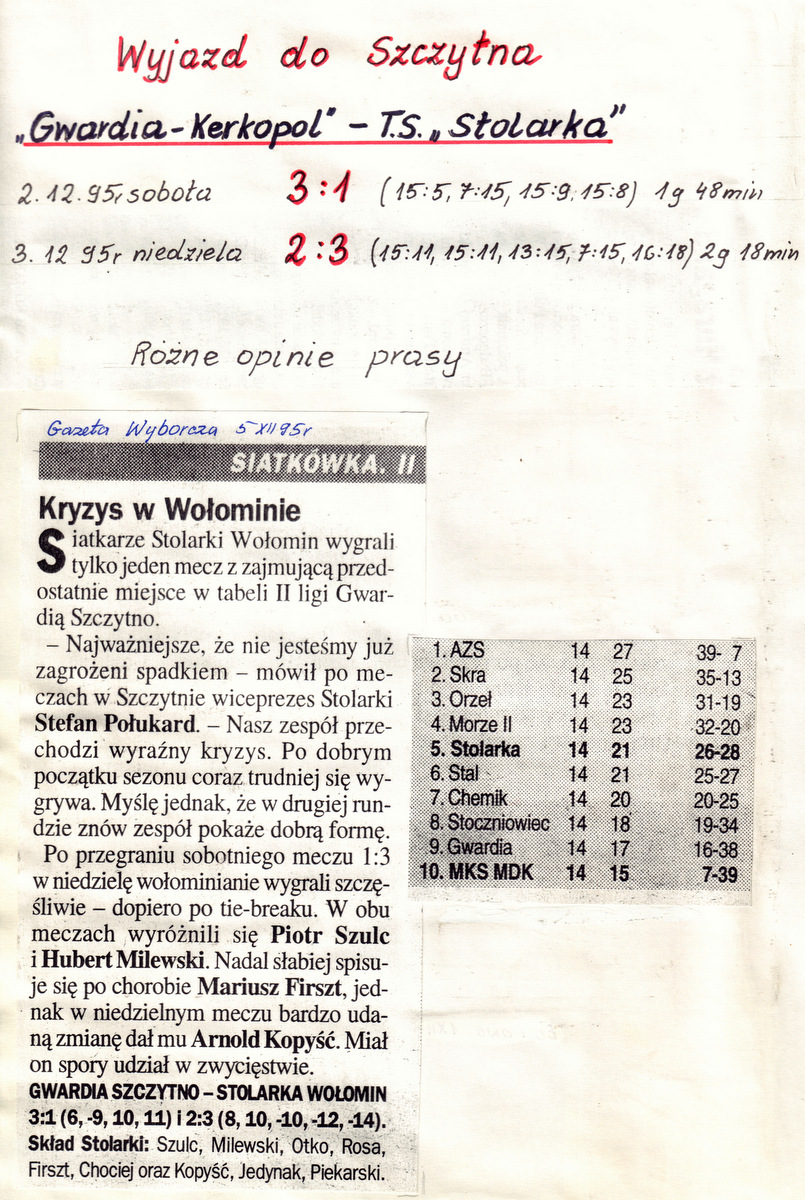 Wyjazd do Szczytna
„Gwardia-Kerkopol" – T.S. „Stolarka"
2. 12. 95r sobota 3:1 (15:5, 7:15, 15:9, 15:8) 1g 48min
3. 12 95r niedziela 2:3 (15:11, 15:11, 13:15, 7:15, 16:18) 2g 18min
Różne opinie prasy
Gazeta Wyborcza 5 XII 95r
SIATKÓWKA. II
Kryzys w Wołominie
Siatkarze Stolarki Wołomin wygrali
tylko jeden mecz z zajmującą przed-
ostatnie miejsce w tabeli II ligi Gwar-
dią Szczytno.
– Najważniejsze, że nie jesteśmy już
zagrożeni spadkiem – mówił po me-
czach w Szczytnie wiceprezes Stolarki
Stefan Połukard. – Nasz zespół prze-
chodzi wyraźny kryzys. Po dobrym
początku sezonu coraz trudniej się wy-
grywa. Myślę jednak, że w drugiej run-
dzie znów zespół pokaże dobrą formę.
Po przegraniu sobotniego meczu 1:3
w niedzielę wołominianie wygrali szczę-
śliwie – dopiero po tie-breaku. W obu
meczach wyróżnili się Piotr Szulc
i Hubert Milewski. Nadal słabiej spisu-
je się po chorobie Mariusz Firszt, jed-
nak w niedzielnym meczu bardzo uda-
ną zmianę dał mu Arnold Kopyść. Miał
on spory udział w zwycięstwie.
GWARDIA SZCZYTNO – STOLARKA WOŁOMIN
3:1 (6, -9, 10, 11) i 2:3 (8, 10, -10, -12, -14).
Skład Stolarki: Szulc, Milewski, Otko, Rosa,
Firszt, Chociej oraz Kopyść, Jedynak, Piekarski.
1. AZS 14 27 39- 7
2. Skra 14 25 35-13
3. Orzeł 14 23 31-19
4. Morze II 14 23 32-20
5. Stolarka 14 21 26-28
6. Stal 14 21 25-27
7. Chemik 14 20 20-25
8. Stoczniowiec 14 18 19-34
9. Gwardia 14 17 16-38
10. MKS MDK 14 15 7-39